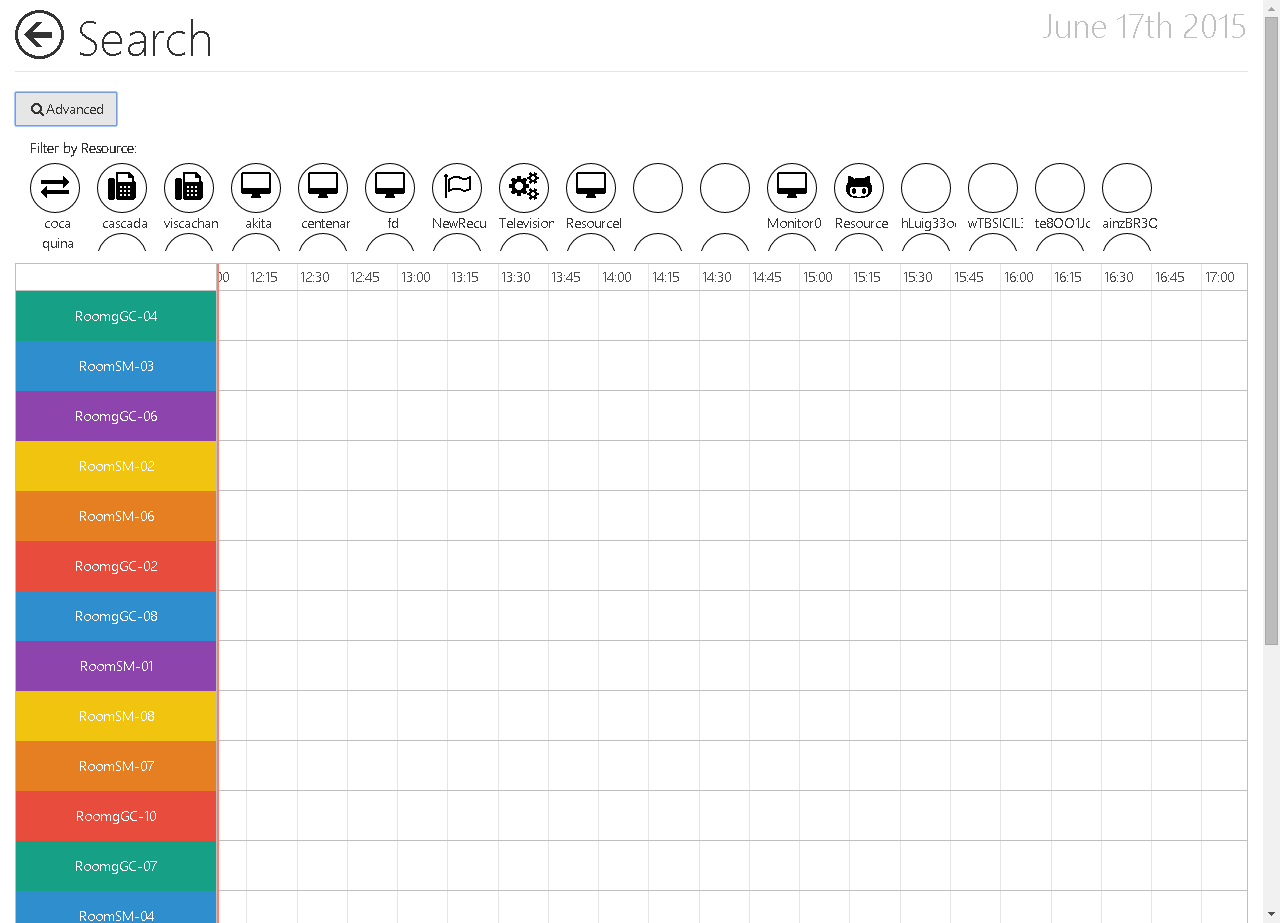 Search
June 17th 2015
Advanced
Filter by Resource:
coca quina
cascada
viscachan
akita
centenar
fd
NewRecu
Television
Resourcel
Monitor0
Resource
te8OO1Jc
ainzBR3Q
00 12:15 12:30 12:45 13:00 13:15 13:30 13:45 14:00 14:15 14:30 14:45 15:00 15:15 15:30 15:45 16:00 16:15 16:30 16:45 17:00
RoomgGC-04
RoomSM-03
RoomgGC-06
RoomSM-02
RoomSM-06
RoomgGC-02
RoomgGC-08
RoomSM-01
RoomSM-08
RoomSM-07
RoomgGC-10
RoomgGC-07
RoomSM-04